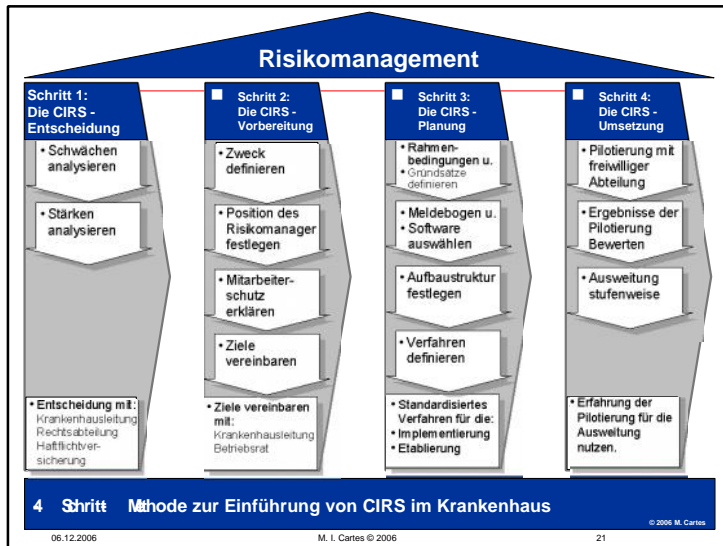 Risikomanagement
Schritt 1:
Die CIRS -
Entscheidung
• Schwächen
analysieren
• Stärken
analysieren
• Entscheidung mit:
Krankenhausleitung
Rechtsabteilung
Haftlichtver-
sicherung
■ Schritt 2:
Die CIRS -
Vorbereitung
• Zweck
definieren
• Position des
Risikomanager
festlegen
• Mitarbeiter-
schutz
erklären
• Ziele
vereinbaren
• Ziele vereinbaren
mit:
Krankenhausleitung
Betriebsrat
■ Schritt 3:
Die CIRS -
Planung
• Rahmen-
bedingungen u.
• Grundsätze
definieren
• Meldebogen u.
• Software
auswählen
• Aufbaustruktur
festlegen
• Verfahren
definieren
• Standardisiertes
Verfahren für die:
• Implementierung
• Etablierung
■ Schritt 4:
Die CIRS -
Umsetzung
• Pilotierung mit
freiwilliger
Abteilung
• Ergebnisse der
Pilotierung
Bewerten
• Ausweitung
stufenweise
• Erfahrung der
Pilotierung für die
Ausweitung
nutzen.
4 Schritt- Methode zur Einführung von CIRS im Krankenhaus
© 2006 M. Cartes
06.12.2006 M. I. Cartes © 2006 21